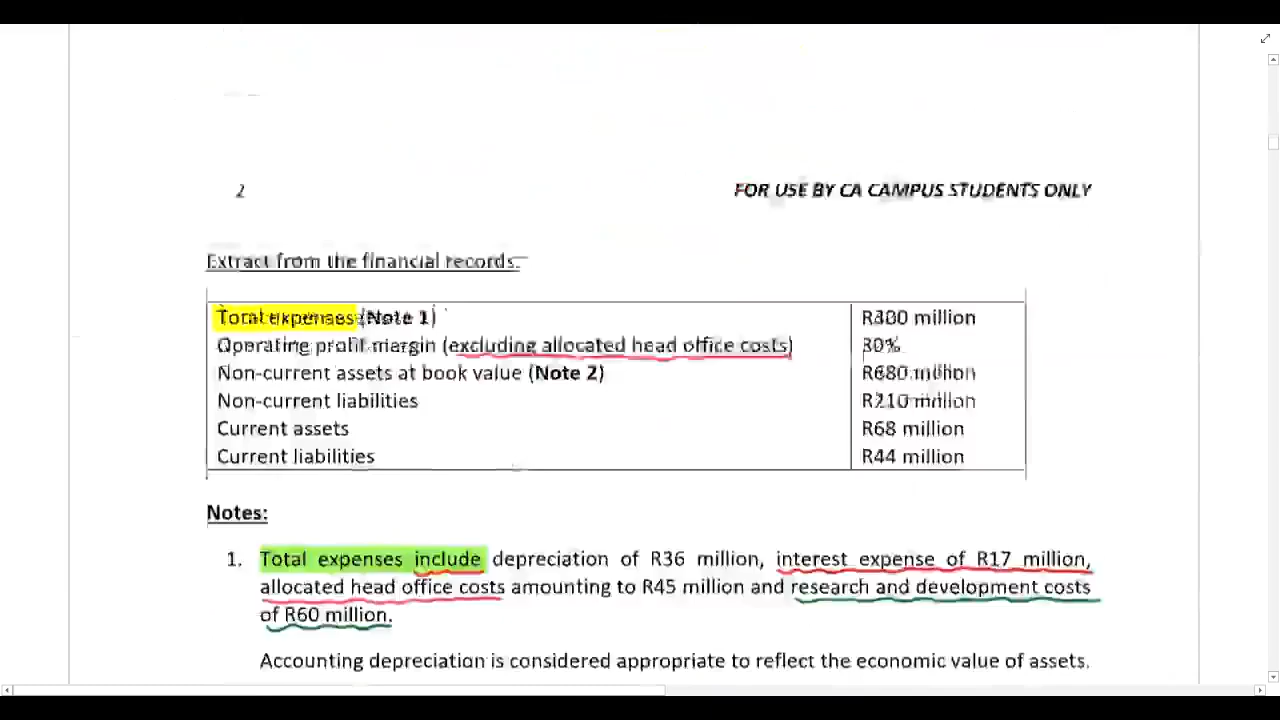 2
FOR USE BY CA CAMPUS STUDENTS ONLY
Extract from the financial records:
Total expenses (Note 1) R300 million
Operating profit margin (excluding allocated head office costs) 30%
Non-current assets at book value (Note 2) R680 million
Non-current liabilities R210 million
Current assets R68 million
Current liabilities R44 million
Notes:
1. Total expenses include depreciation of R36 million, interest expense of R17 million,
allocated head office costs amounting to R45 million and research and development costs
of R60 million.
Accounting depreciation is considered appropriate to reflect the economic value of assets.